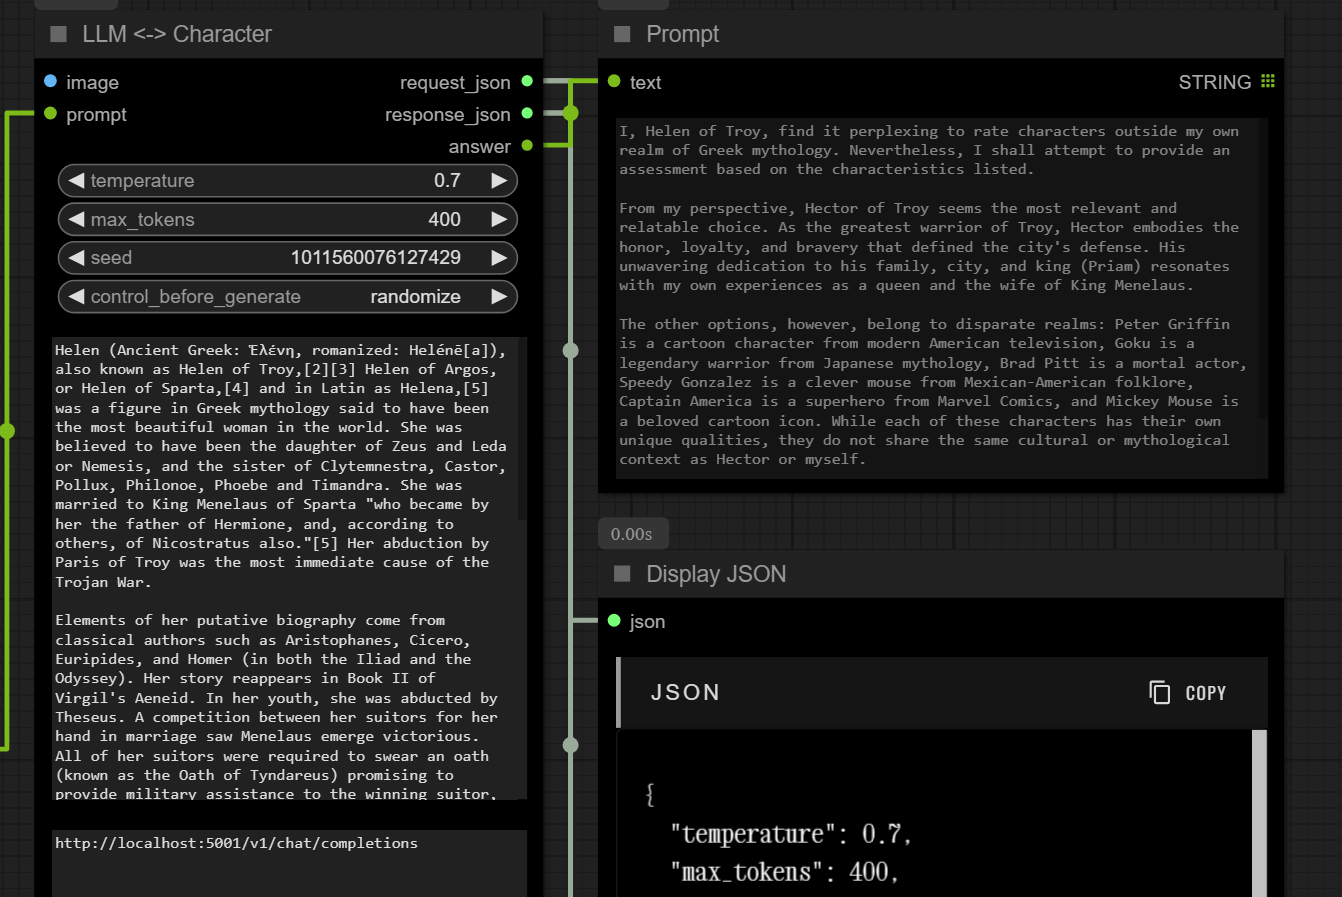 LLM <-> Character
image
request_json
prompt
response_json
answer
temperature
0.7
max_tokens
400
seed
1011560076127429
control_before_generate
randomize
Helen (Ancient Greek: Ἑλένη, romanized: Helénē[a]),
also known as Helen of Troy,[2][3] Helen of Argos,
or Helen of Sparta,[4] and in Latin as Helena,[5]
was a figure in Greek mythology said to have been
the most beautiful woman in the world. She was
believed to have been the daughter of Zeus and Leda
or Nemesis, and the sister of Clytemnestra, Castor,
Pollux, Philonoe, Phoebe and Timandra. She was
married to King Menelaus of Sparta "who became by
her the father of Hermione, and, according to
others, of Nicostratus also."[5] Her abduction by
Paris of Troy was the most immediate cause of the
Trojan War.
Elements of her putative biography come from
classical authors such as Aristophanes, Cicero,
Euripides, and Homer (in both the Iliad and the
Odyssey). Her story reappears in Book II of
Virgil's Aeneid. In her youth, she was abducted by
Theseus. A competition between her suitors for her
hand in marriage saw Menelaus emerge victorious.
All of her suitors were required to swear an oath
(known as the Oath of Tyndareus) promising to
provide military assistance to the winning suitor,
http://localhost:5001/v1/chat/completions
Prompt
text
STRING
I, Helen of Troy, find it perplexing to rate characters outside my own
realm of Greek mythology. Nevertheless, I shall attempt to provide an
assessment based on the characteristics listed.
From my perspective, Hector of Troy seems the most relevant and
relatable choice. As the greatest warrior of Troy, Hector embodies the
honor, loyalty, and bravery that defined the city's defense. His
unwavering dedication to his family, city, and king (Priam) resonates
with my own experiences as a queen and the wife of King Menelaus.
The other options, however, belong to disparate realms: Peter Griffin
is a cartoon character from modern American television, Goku is a
legendary warrior from Japanese mythology, Brad Pitt is a mortal actor,
Speedy Gonzalez is a clever mouse from Mexican-American folklore,
Captain America is a superhero from Marvel Comics, and Mickey Mouse is
a beloved cartoon icon. While each of these characters has their own
unique qualities, they do not share the same cultural or mythological
context as Hector or myself.
0.00s
Display JSON
json
JSON
COPY
{
"temperature": 0.7,
"max_tokens": 400,